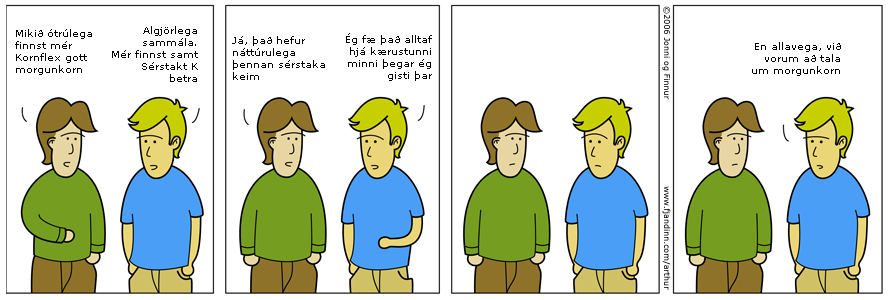 Mikið ótrúlega
finnst mér
Kornflex gott
morgunkorn
Algjörlega
sammála.
Mér finnst samt
Sérstakt K
betra
Já, það hefur
náttúrulega
þennan sérstaka
keim
Ég fæ það alltaf
hjá kærustunni
minni þegar ég
gisti þar
©2006 Jonni og Finnur
www.fjandinn.com/arthur
En allavega, við
vorum að tala
um morgunkorn